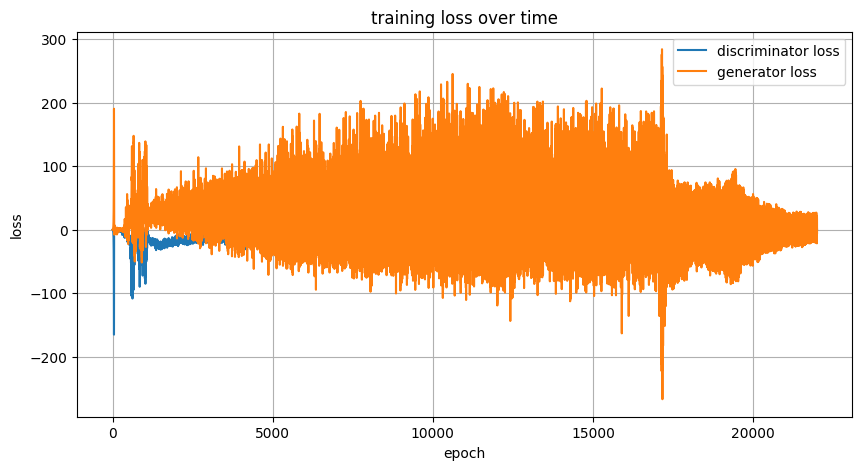 training loss over time
discriminator loss
generator loss
300
200
100
0
−100
−200
loss
0
5000
10000
15000
20000
epoch